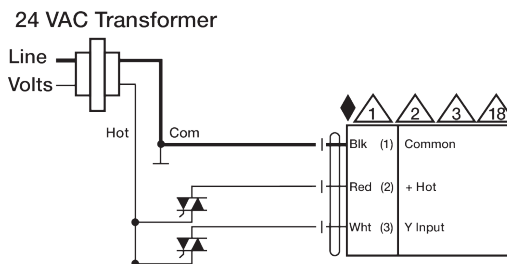 24 VAC Transformer
Line
Volts
Hot
Com
1 2 3 18
Blk (1) Common
Red (2) + Hot
Wht (3) Y Input